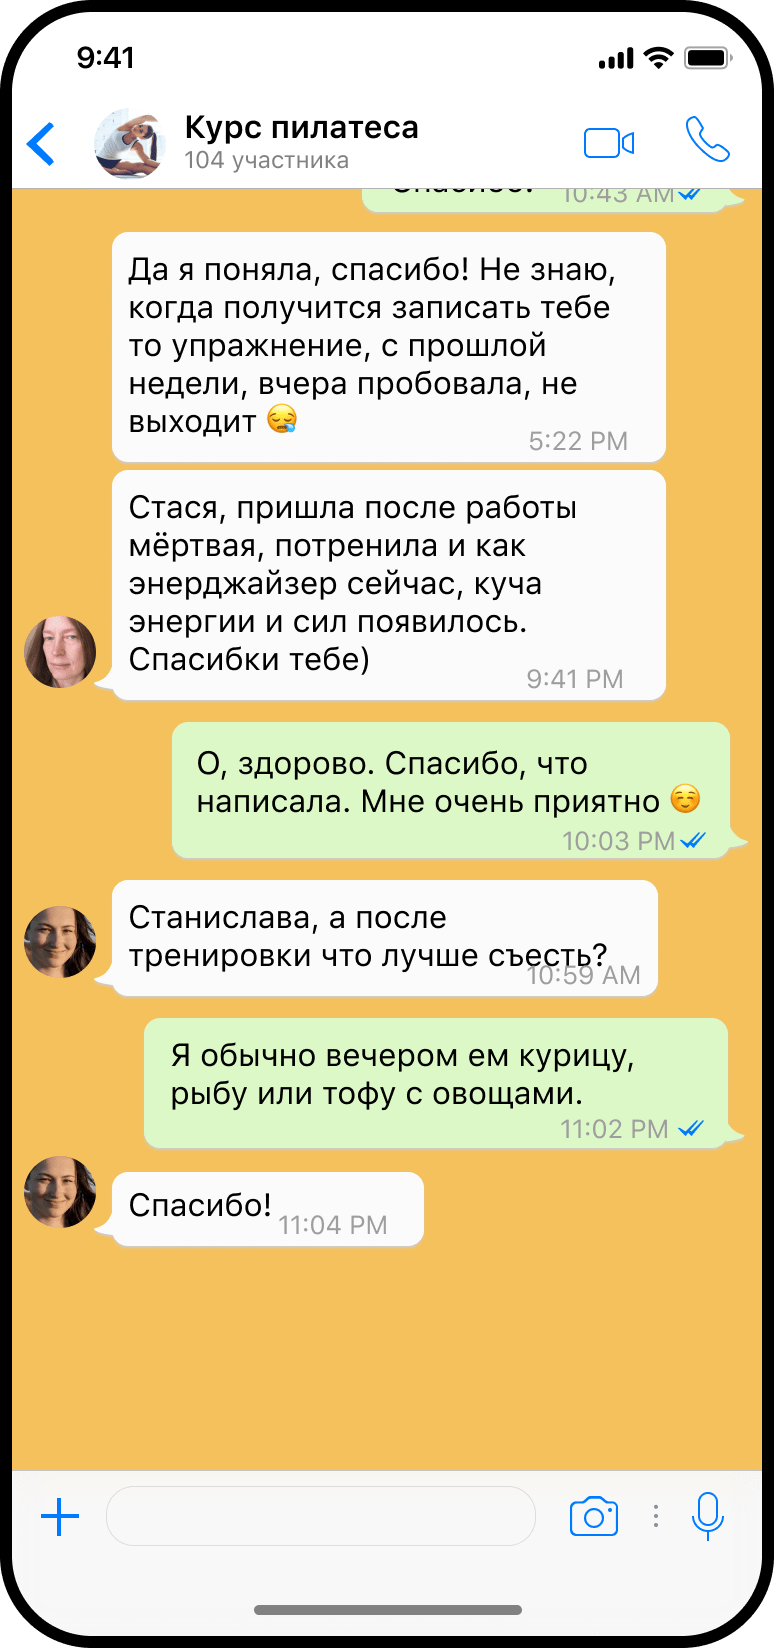 9:41
Курс пилатеса
104 участника
10:43 AM
Да я поняла, спасибо! Не знаю,
когда получится записать тебе
то упражнение, с прошлой
недели, вчера пробовала, не
выходит 😪
5:22 PM
Стася, пришла после работы
мёртвая, потренила и как
энерджайзер сейчас, куча
энергии и сил появилось.
Спасибки тебе)
9:41 PM
О, здорово. Спасибо, что
написала. Мне очень приятно ☺️
10:03 PM
Станислава, а после
тренировки что лучше съесть?
10:59 AM
Я обычно вечером ем курицу,
рыбу или тофу с овощами.
11:02 PM
Спасибо!
11:04 PM